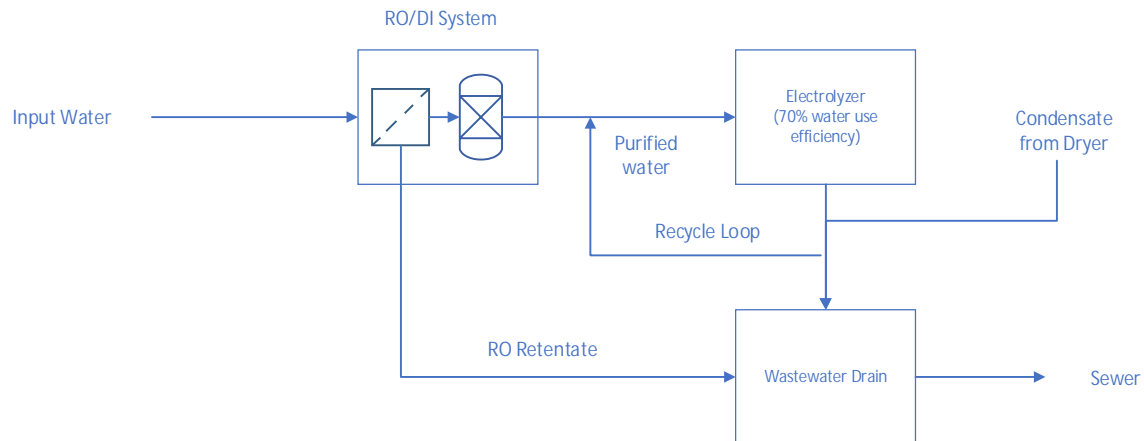 RO/DI System
Input Water
Electrolyzer
(70% water use
efficiency)
Condensate
from Dryer
Purified
water
Recycle Loop
RO Retentate
Wastewater Drain
Sewer